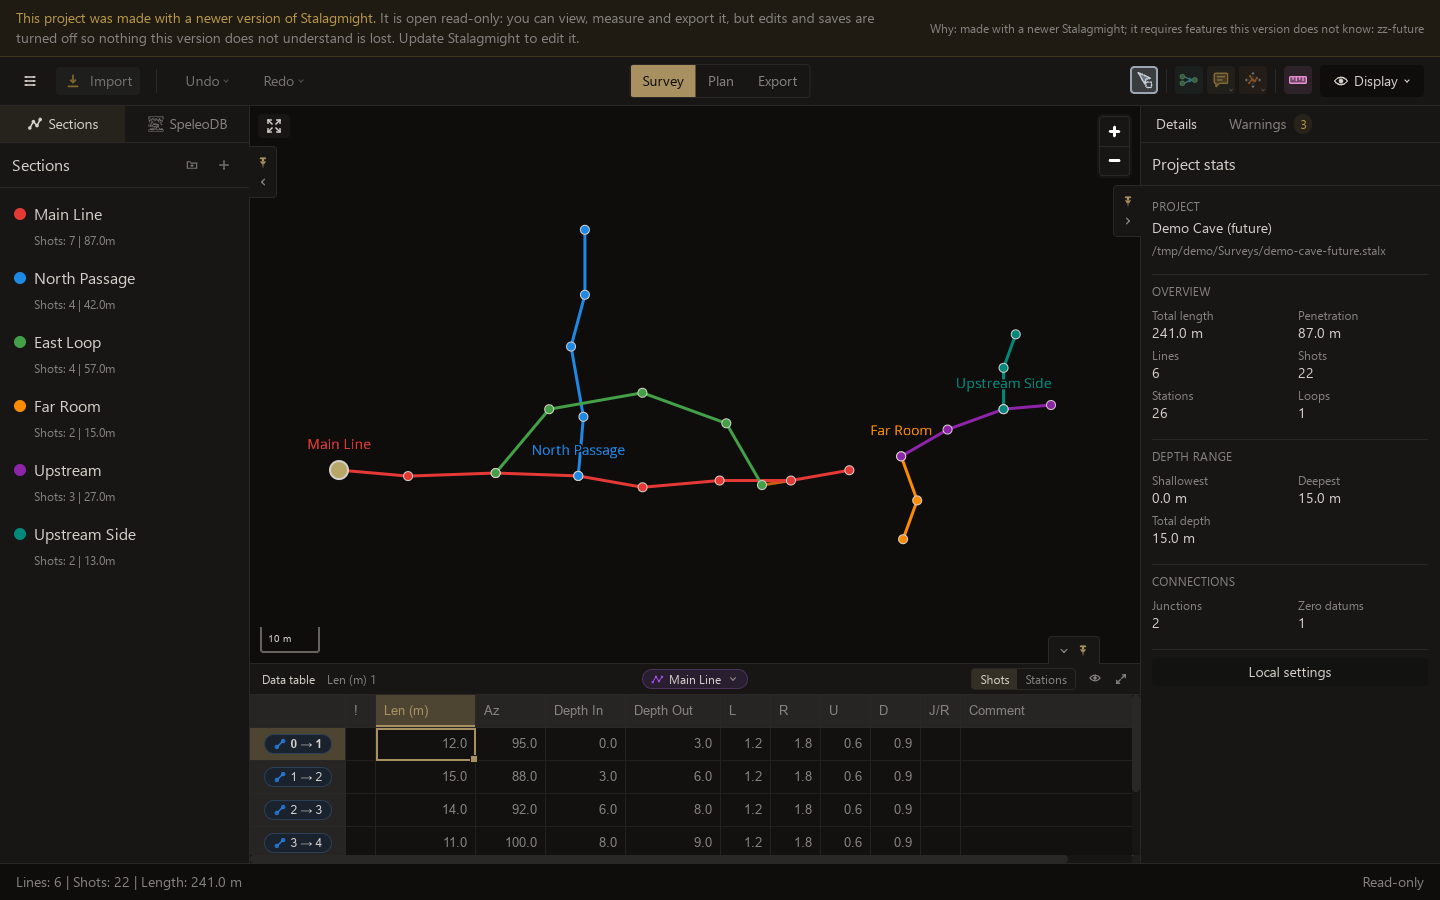 This project was made with a newer version of Stalagmight. It is open read-only: you can view, measure and export it, but edits and saves are
turned off so nothing this version does not understand is lost. Update Stalagmight to edit it.
Why: made with a newer Stalagmight; it requires features this version does not know: zz-future
Import Undo Redo Survey Plan Export Display
Sections SpeleoDB
Sections
Main Line
Shots: 7 | 87.0m
North Passage
Shots: 4 | 42.0m
East Loop
Shots: 4 | 57.0m
Far Room
Shots: 2 | 15.0m
Upstream
Shots: 3 | 27.0m
Upstream Side
Shots: 2 | 13.0m
Upstream Side
Far Room
Main Line
North Passage
10 m
Data table Len (m) 1 Main Line Shots Stations
! Len (m) Az Depth In Depth Out L R U D J/R Comment
0→1 12.0 95.0 0.0 3.0 1.2 1.8 0.6 0.9
1→2 15.0 88.0 3.0 6.0 1.2 1.8 0.6 0.9
2→3 14.0 92.0 6.0 8.0 1.2 1.8 0.6 0.9
3→4 11.0 100.0 8.0 9.0 1.2 1.8 0.6 0.9
Details Warnings 3
Project stats
PROJECT
Demo Cave (future)
/tmp/demo/Surveys/demo-cave-future.stalx
OVERVIEW
Total length Penetration
241.0 m 87.0 m
Lines Shots
6 22
Stations Loops
26 1
DEPTH RANGE
Shallowest Deepest
0.0 m 15.0 m
Total depth
15.0 m
CONNECTIONS
Junctions Zero datums
2 1
Local settings
Lines: 6 | Shots: 22 | Length: 241.0 m
Read-only